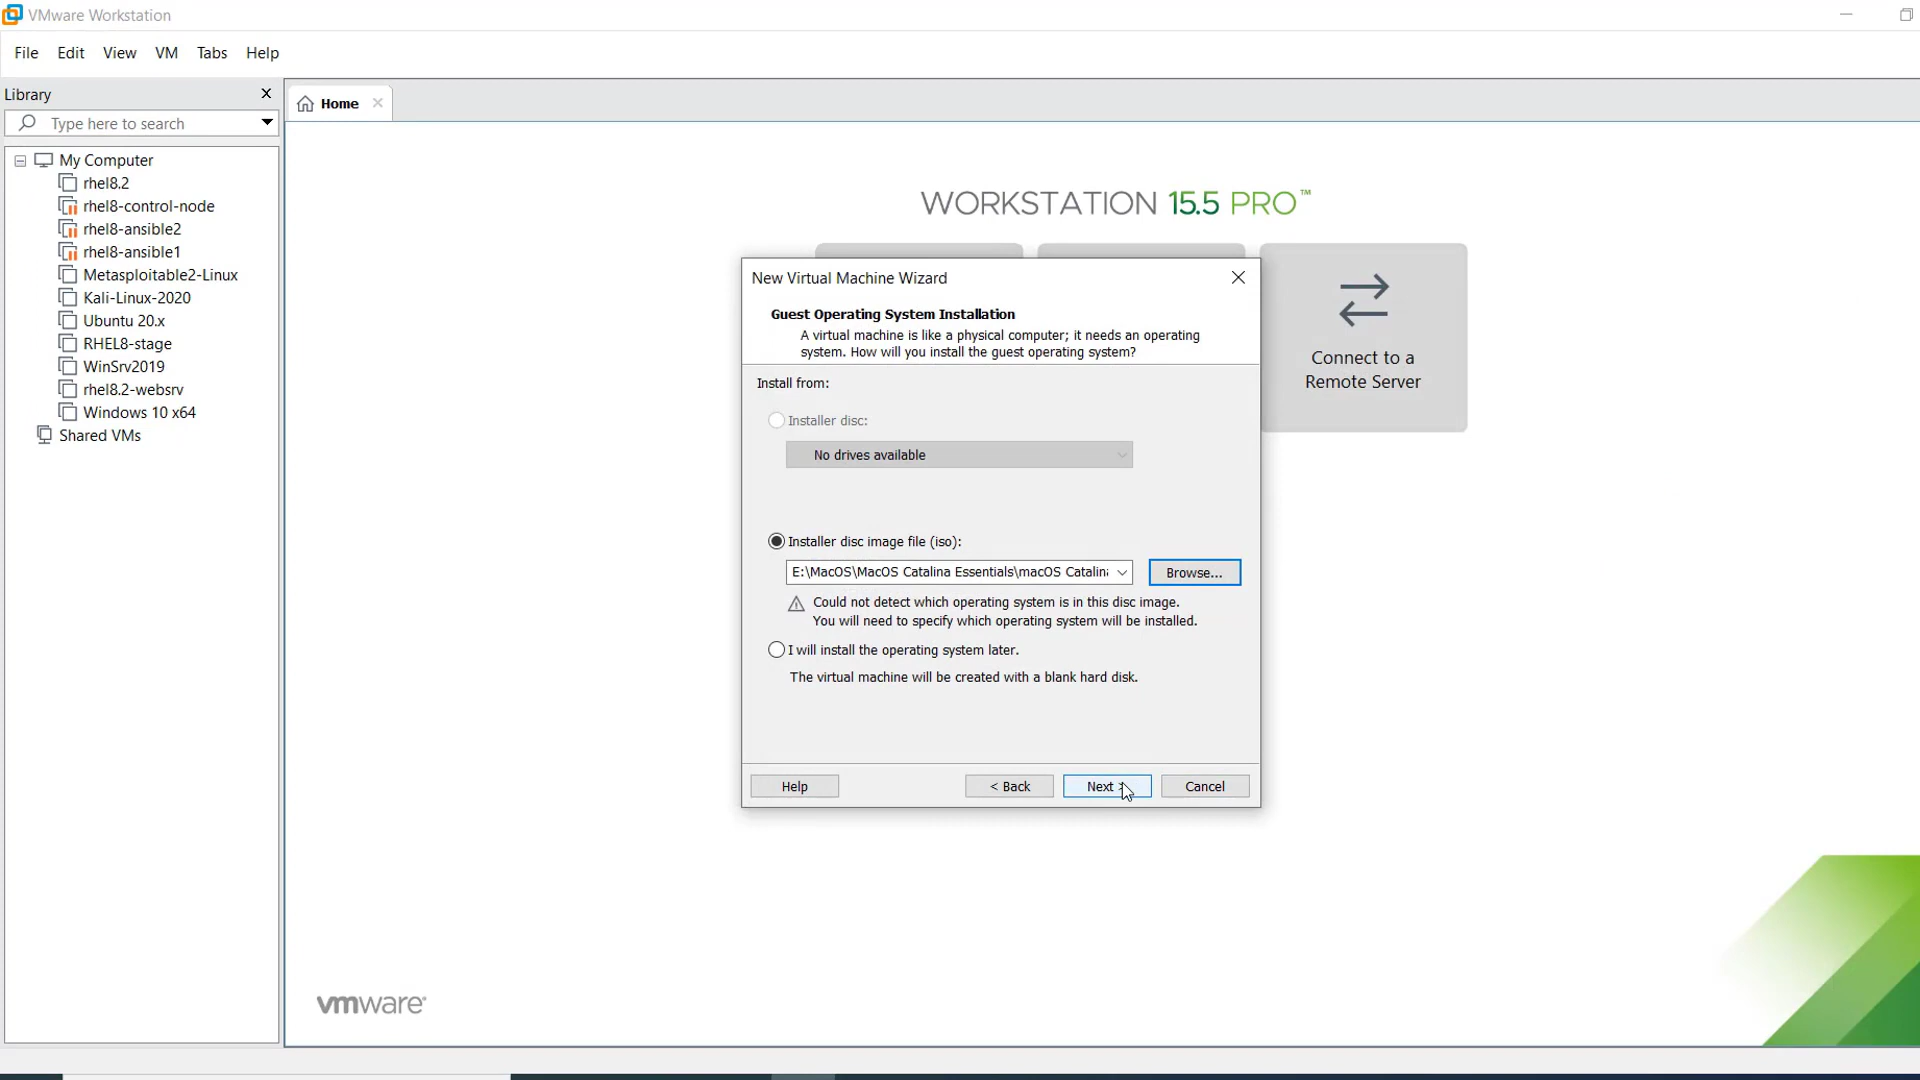 VMware Workstation
File Edit View VM Tabs Help
Library
Type here to search
My Computer
rhel8.2
rhel8-control-node
rhel8-ansible2
rhel8-ansible1
Metasploitable2-Linux
Kali-Linux-2020
Ubuntu 20.x
RHEL8-stage
WinSrv2019
rhel8.2-websrv
Windows 10 x64
Shared VMs
Home
WORKSTATION 15.5 PRO™
Connect to a
Remote Server
New Virtual Machine Wizard
Guest Operating System Installation
A virtual machine is like a physical computer; it needs an operating
system. How will you install the guest operating system?
Install from:
Installer disc:
No drives available
Installer disc image file (iso):
E:\MacOS\MacOS Catalina Essentials\macOS Catalina
Browse...
Could not detect which operating system is in this disc image.
You will need to specify which operating system will be installed.
I will install the operating system later.
The virtual machine will be created with a blank hard disk.
Help < Back Next > Cancel
vmware®